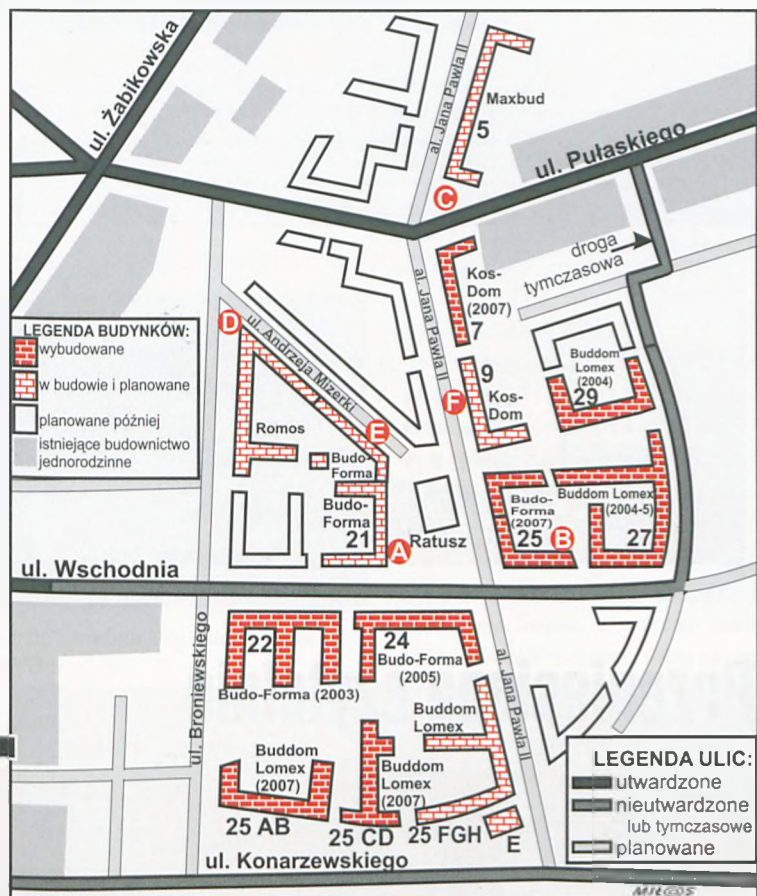 ul. Żabikowska
al. Jana Pawła II
Maxbud
5
ul. Pułaskiego
C
droga
tymczasowa
al. Jana Pawła II
Kos-
Dom
(2007)
7
LEGENDA BUDYNKÓW:
wybudowane
w budowie i planowane
planowane później
istniejące budownictwo
jednorodzinne
D
ul. Andrzeja Mizerki
E
F
9
Kos-
Dom
Buddom
Lomex
(2004)
29
Romos
Budo-
Forma
Budo-
Forma
21
A
Ratusz
Budo-
Forma
(2007)
25
B
Buddom Lomex
(2004-5)
27
ul. Wschodnia
ul. Broniewskiego
22
Budo-Forma (2003)
24
Budo-Forma
(2005)
al. Jana Pawła II
Buddom
Lomex
Buddom
Lomex
(2007)
25 AB
Buddom
Lomex
(2007)
25 CD
25 FGH
E
ul. Konarzewskiego
LEGENDA ULIC:
utwardzone
nieutwardzone
lub tymczasowe
planowane